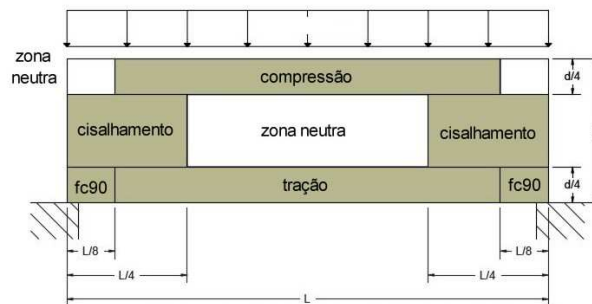 zona
neutra
compressão
d/4
cisalhamento
zona neutra
cisalhamento
fc90
tração
fc90
d/4
L/8
L/8
L/4
L/4
L